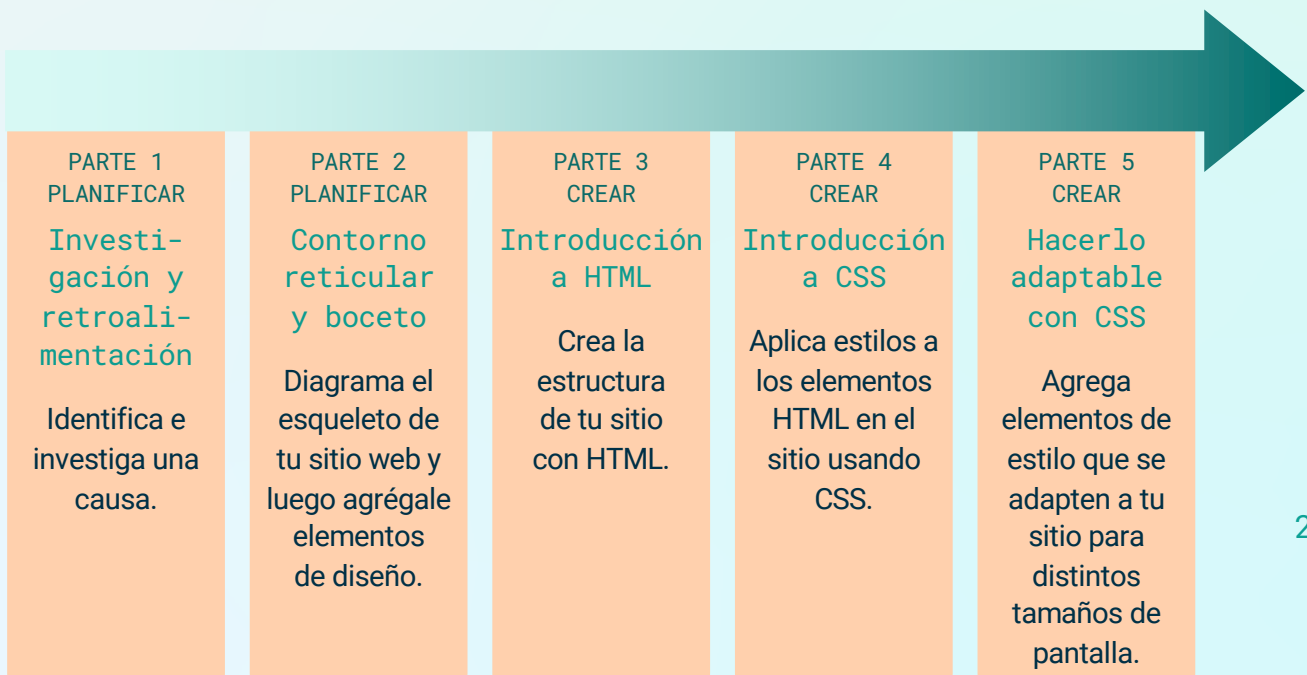 PARTE 1
PLANIFICAR
Investi-
gación y
retroali-
mentación
Identifica e
investiga una
causa.
PARTE 2
PLANIFICAR
Contorno
reticular
y boceto
Diagrama el
esqueleto de
tu sitio web y
luego agrégale
elementos
de diseño.
PARTE 3
CREAR
Introducción
a HTML
Crea la
estructura
de tu sitio
con HTML.
PARTE 4
CREAR
Introducción
a CSS
Aplica estilos a
los elementos
HTML en el
sitio usando
CSS.
PARTE 5
CREAR
Hacerlo
adaptable
con CSS
Agrega
elementos de
estilo que se
adapten a tu
sitio para
distintos
tamaños de
pantalla.
2